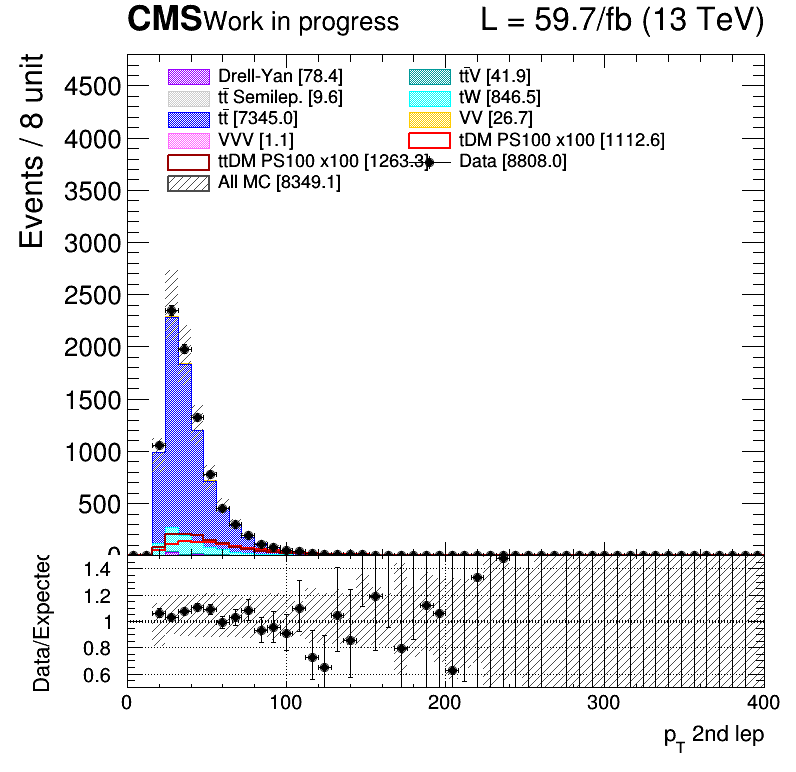 CMS Work in progress L = 59.7/fb (13 TeV)
Events / 8 unit
4500
4000
3500
3000
2500
2000
1500
1000
500
0
Drell-Yan [78.4] tt̄V [41.9]
tt̄ Semilep. [9.6] tW [846.5]
tt̄ [7345.0] VV [26.7]
VVV [1.1] tDM PS100 x100 [1112.6]
ttDM PS100 x100 [1263.3] Data [8808.0]
All MC [8349.1]
Data/Expected
1.4
1.2
1
0.8
0.6
0 100 200 300 400
p_T 2nd lep